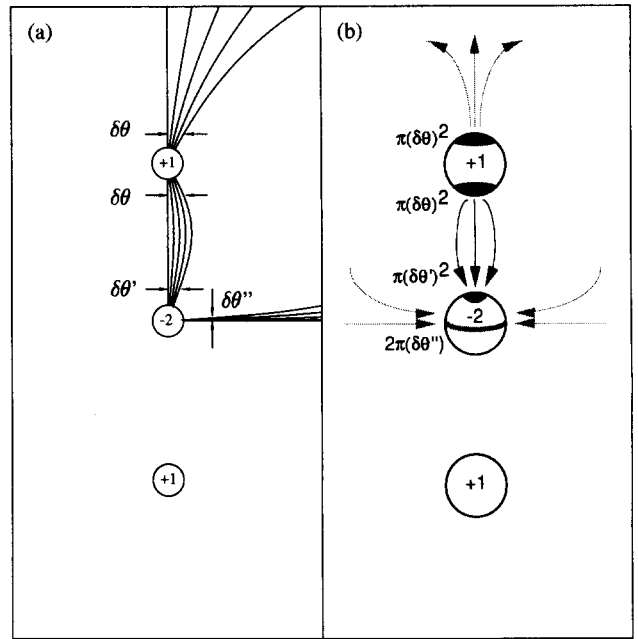 (a)
δθ
+1
δθ
δθ'
δθ''
-2
+1
(b)
π(δθ)²
+1
π(δθ)²
π(δθ')²
-2
2π(δθ'')
+1